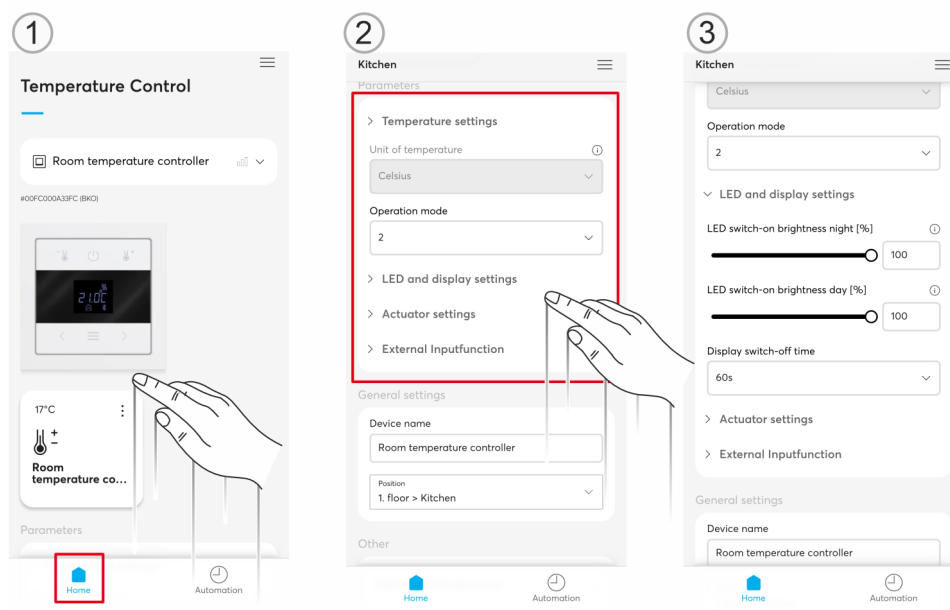 1
Temperature Control
Room temperature controller
#00FC000A33FC (BKO)
21.0°C
17°C
Room
temperature co...
Parameters
Home
Automation
2
Kitchen
Parameters
Temperature settings
Unit of temperature
Celsius
Operation mode
2
LED and display settings
Actuator settings
External Inputfunction
General settings
Device name
Room temperature controller
Position
1. floor > Kitchen
Other
Home
Automation
3
Kitchen
Celsius
Operation mode
2
LED and display settings
LED switch-on brightness night [%]
100
LED switch-on brightness day [%]
100
Display switch-off time
60s
Actuator settings
External Inputfunction
General settings
Device name
Room temperature controller
Home
Automation